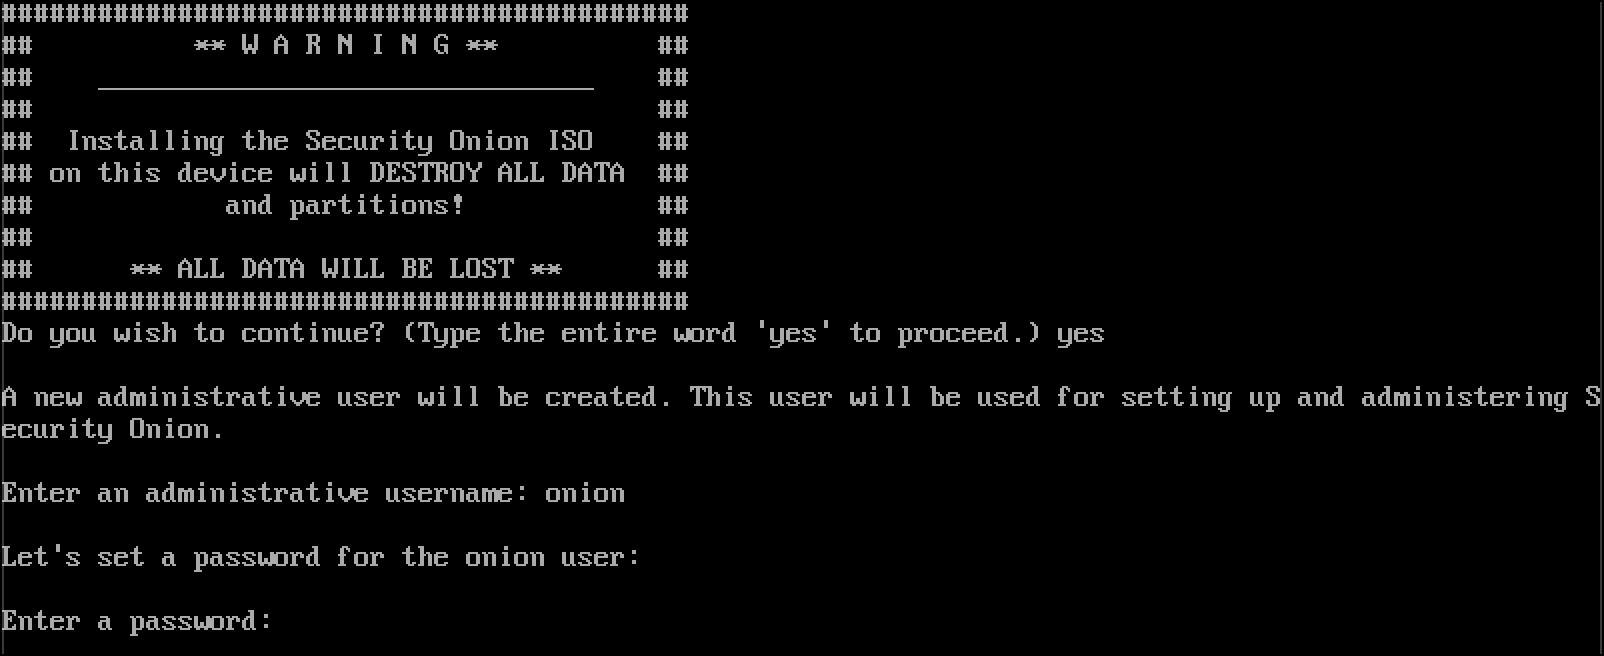 ###########################################
##          ** W A R N I N G **          ##
##    _______________________________    ##
##                                       ##
##  Installing the Security Onion ISO    ##
## on this device will DESTROY ALL DATA  ##
##            and partitions!            ##
##                                       ##
##      ** ALL DATA WILL BE LOST **      ##
###########################################
Do you wish to continue? (Type the entire word 'yes' to proceed.) yes

A new administrative user will be created. This user will be used for setting up and administering S
ecurity Onion.

Enter an administrative username: onion

Let's set a password for the onion user:

Enter a password: